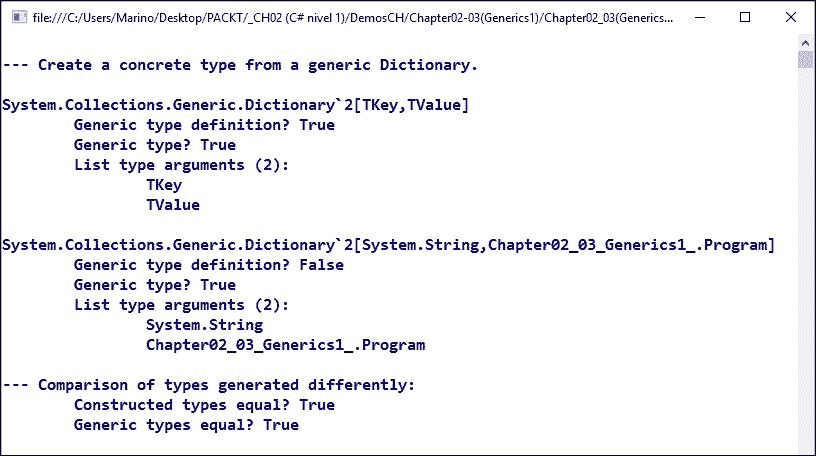 file:///C:/Users/Marino/Desktop/PACKT/_CH02 (C# nivel 1)/DemosCH/Chapter02-03(Generics1)/Chapter02_03(Generics...
--- Create a concrete type from a generic Dictionary.
System.Collections.Generic.Dictionary`2[TKey,TValue]
Generic type definition? True
Generic type? True
List type arguments (2):
TKey
TValue
System.Collections.Generic.Dictionary`2[System.String,Chapter02_03_Generics1_.Program]
Generic type definition? False
Generic type? True
List type arguments (2):
System.String
Chapter02_03_Generics1_.Program
--- Comparison of types generated differently:
Constructed types equal? True
Generic types equal? True